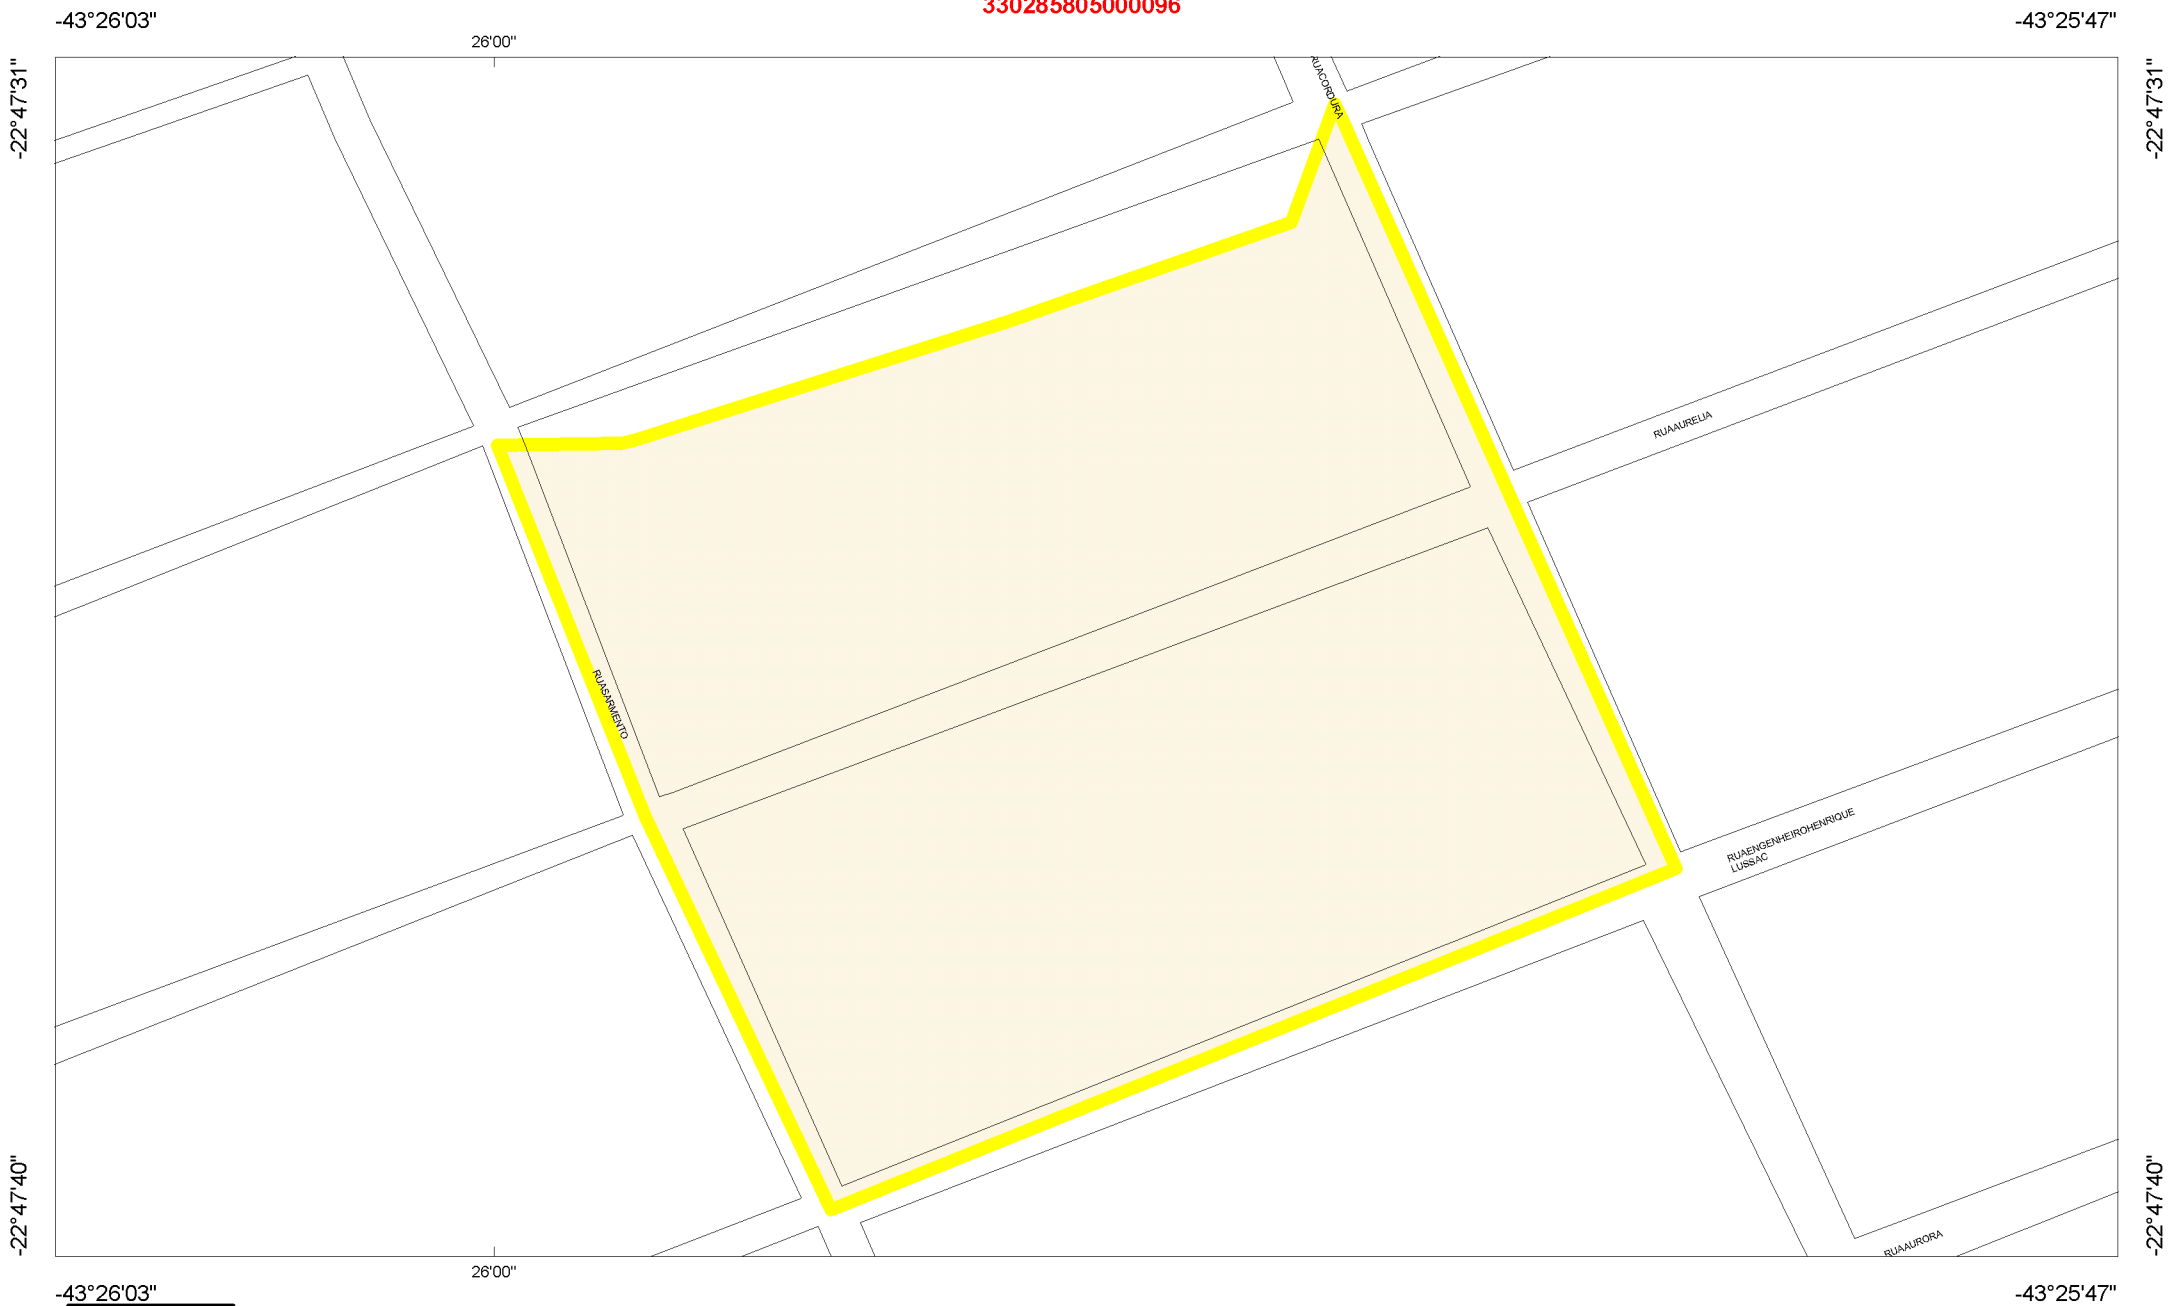 330285805000096
-43°26'03"
-43°25'47"
26'00"
-22°47'31"
-22°47'31"
RUACORDURA
RUAAURELIA
RUASARMENTO
RUAENGENHEIROHENRIQUE
LUSSAC
RUAAURORA
-22°47'40"
-22°47'40"
26'00"
-43°26'03"
-43°25'47"